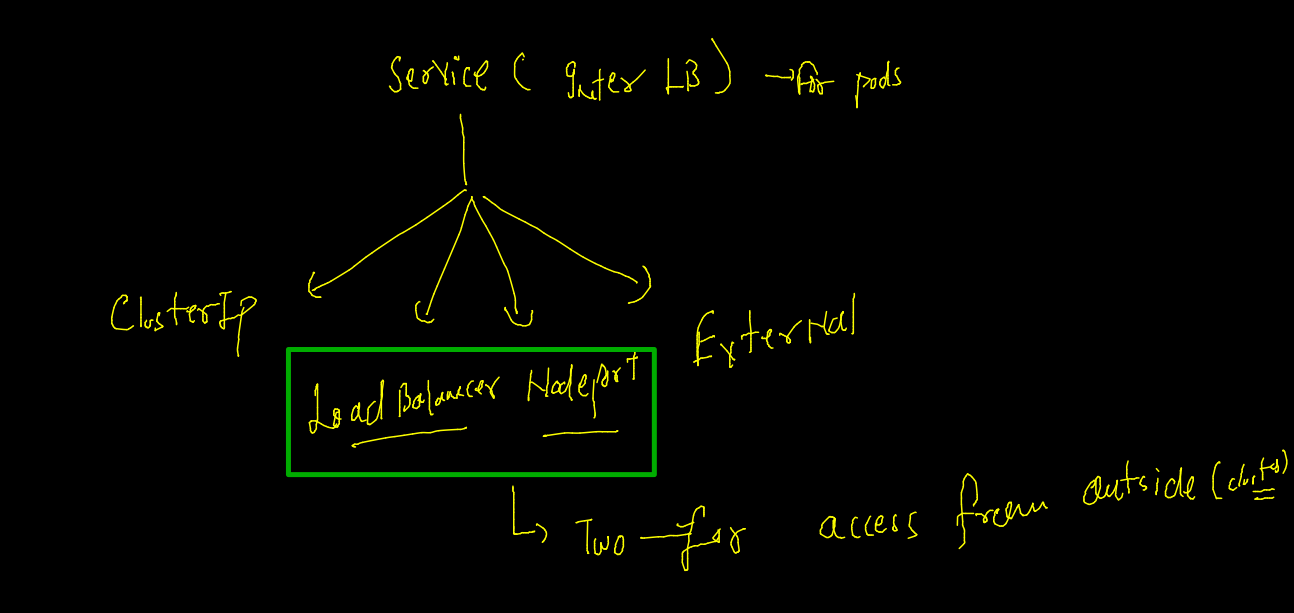 Service ( Inter LB ) → for pods
ClusterIp
External
LoadBalancer Nodeport
Two for access from outside (cluster)